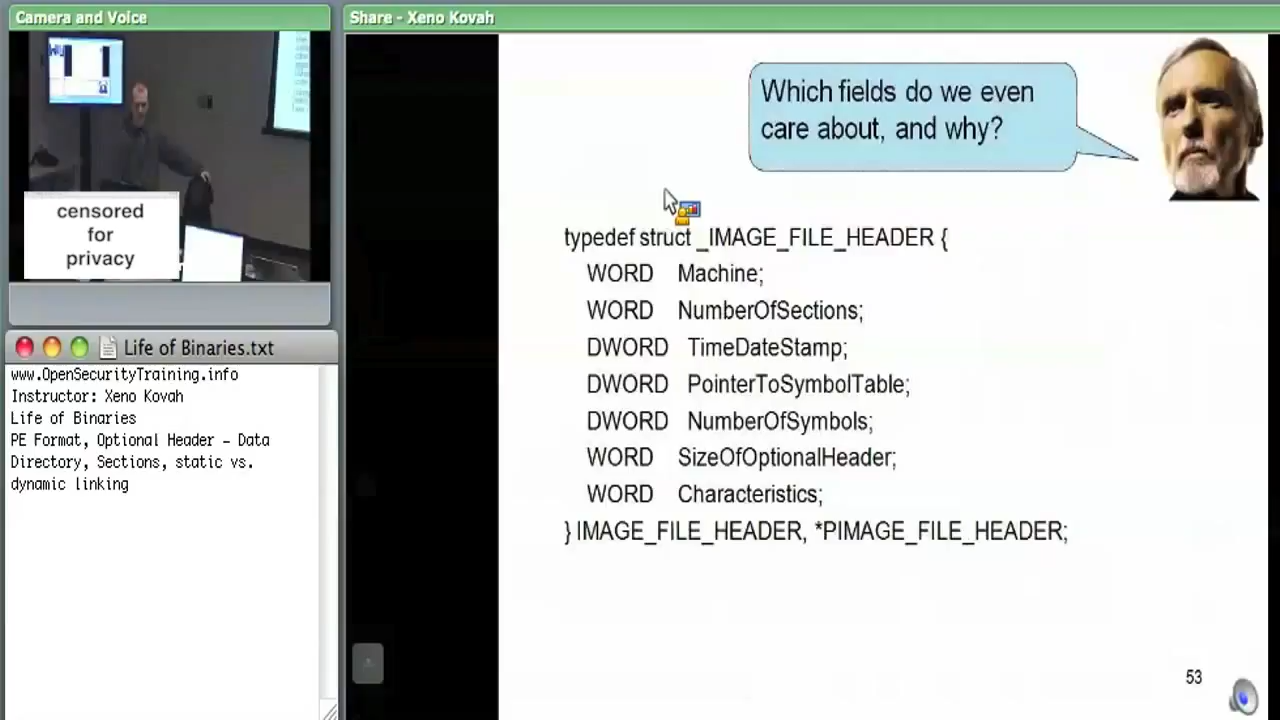 Camera and Voice
Share - Xeno Kovah
censored
for
privacy
Life of Binaries.txt
www.OpenSecurityTraining.info
Instructor: Xeno Kovah
Life of Binaries
PE Format, Optional Header - Data
Directory, Sections, static vs.
dynamic linking
Which fields do we even
care about, and why?
typedef struct _IMAGE_FILE_HEADER {
WORD Machine;
WORD NumberOfSections;
DWORD TimeDateStamp;
DWORD PointerToSymbolTable;
DWORD NumberOfSymbols;
WORD SizeOfOptionalHeader;
WORD Characteristics;
} IMAGE_FILE_HEADER, *PIMAGE_FILE_HEADER;
53